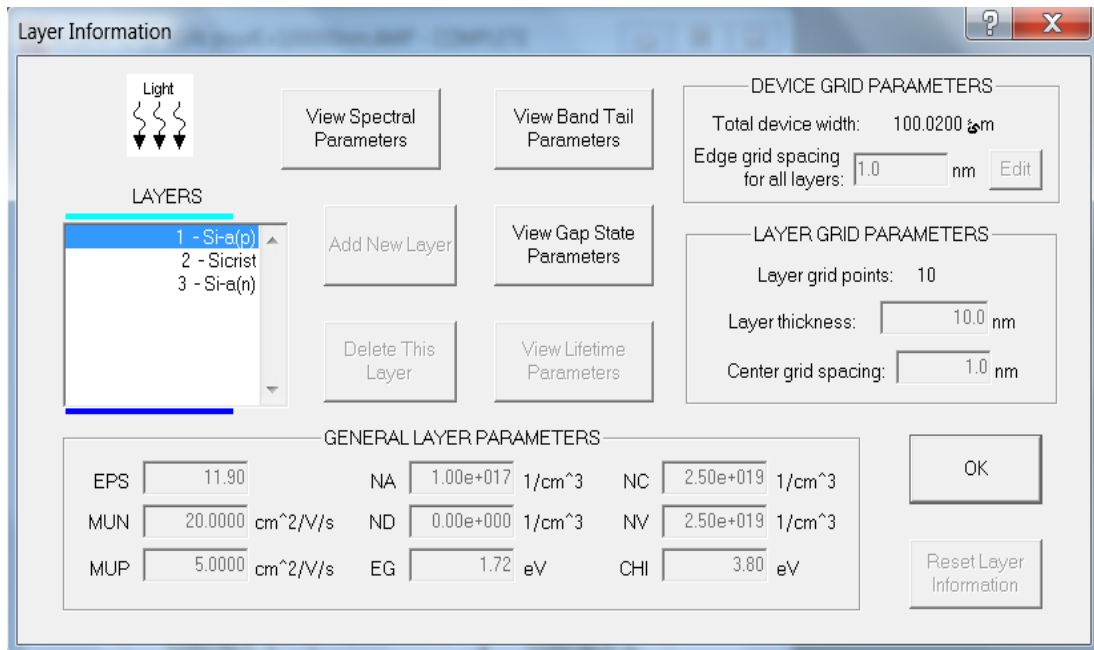 Layer Information
Light
View Spectral
Parameters
View Band Tail
Parameters
DEVICE GRID PARAMETERS
Total device width: 100.0200 ئm
Edge grid spacing
for all layers: 1.0 nm Edit
LAYERS
1 - Si-a(p)
2 - Sicrist
3 - Si-a(n)
Add New Layer
View Gap State
Parameters
LAYER GRID PARAMETERS
Layer grid points: 10
Layer thickness: 10.0 nm
Center grid spacing: 1.0 nm
Delete This
Layer
View Lifetime
Parameters
GENERAL LAYER PARAMETERS
EPS 11.90 NA 1.00e+017 1/cm^3 NC 2.50e+019 1/cm^3
MUN 20.0000 cm^2/V/s ND 0.00e+000 1/cm^3 NV 2.50e+019 1/cm^3
MUP 5.0000 cm^2/V/s EG 1.72 eV CHI 3.80 eV
OK
Reset Layer
Information